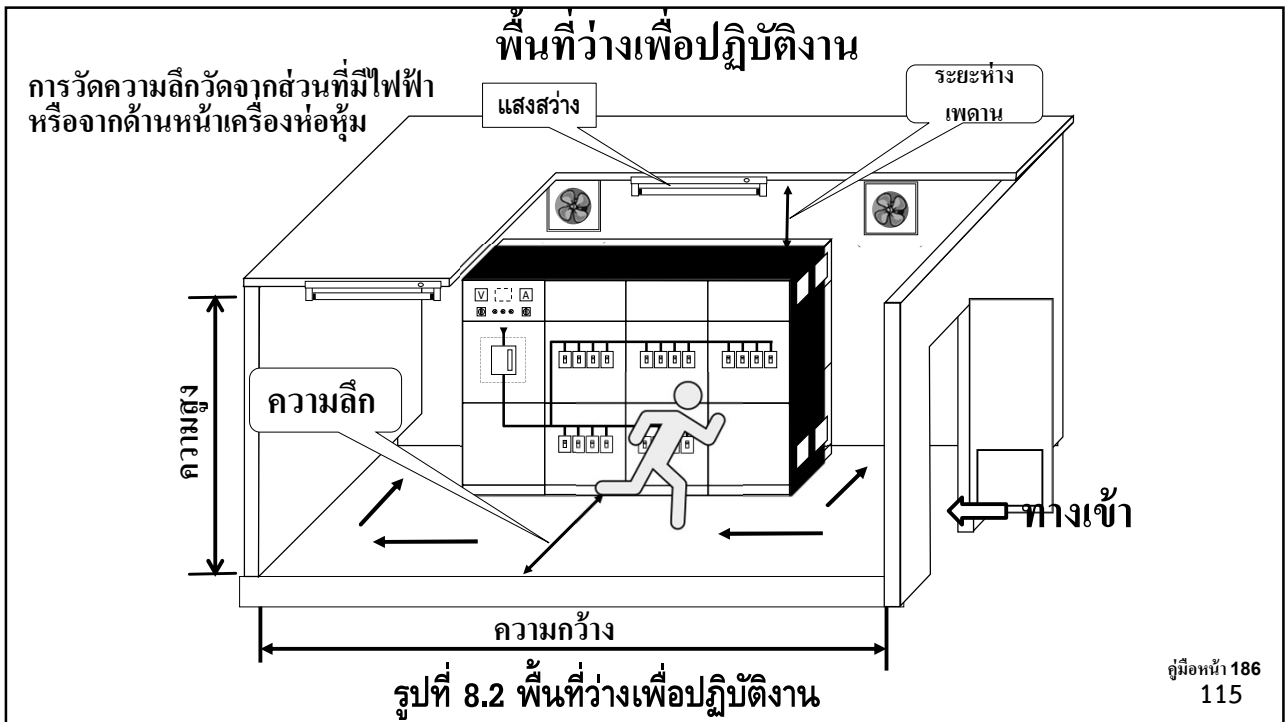 พื้นที่ว่างเพื่อปฏิบัติงาน
การวัดความลึกวัดจากส่วนที่มีไฟฟ้า
หรือจากด้านหน้าเครื่องห่อหุ้ม
แสงสว่าง
ระยะห่าง
เพดาน
V A
ความสูง
ความลึก
ทางเข้า
ความกว้าง
รูปที่ 8.2 พื้นที่ว่างเพื่อปฏิบัติงาน
คู่มือหน้า 186
115